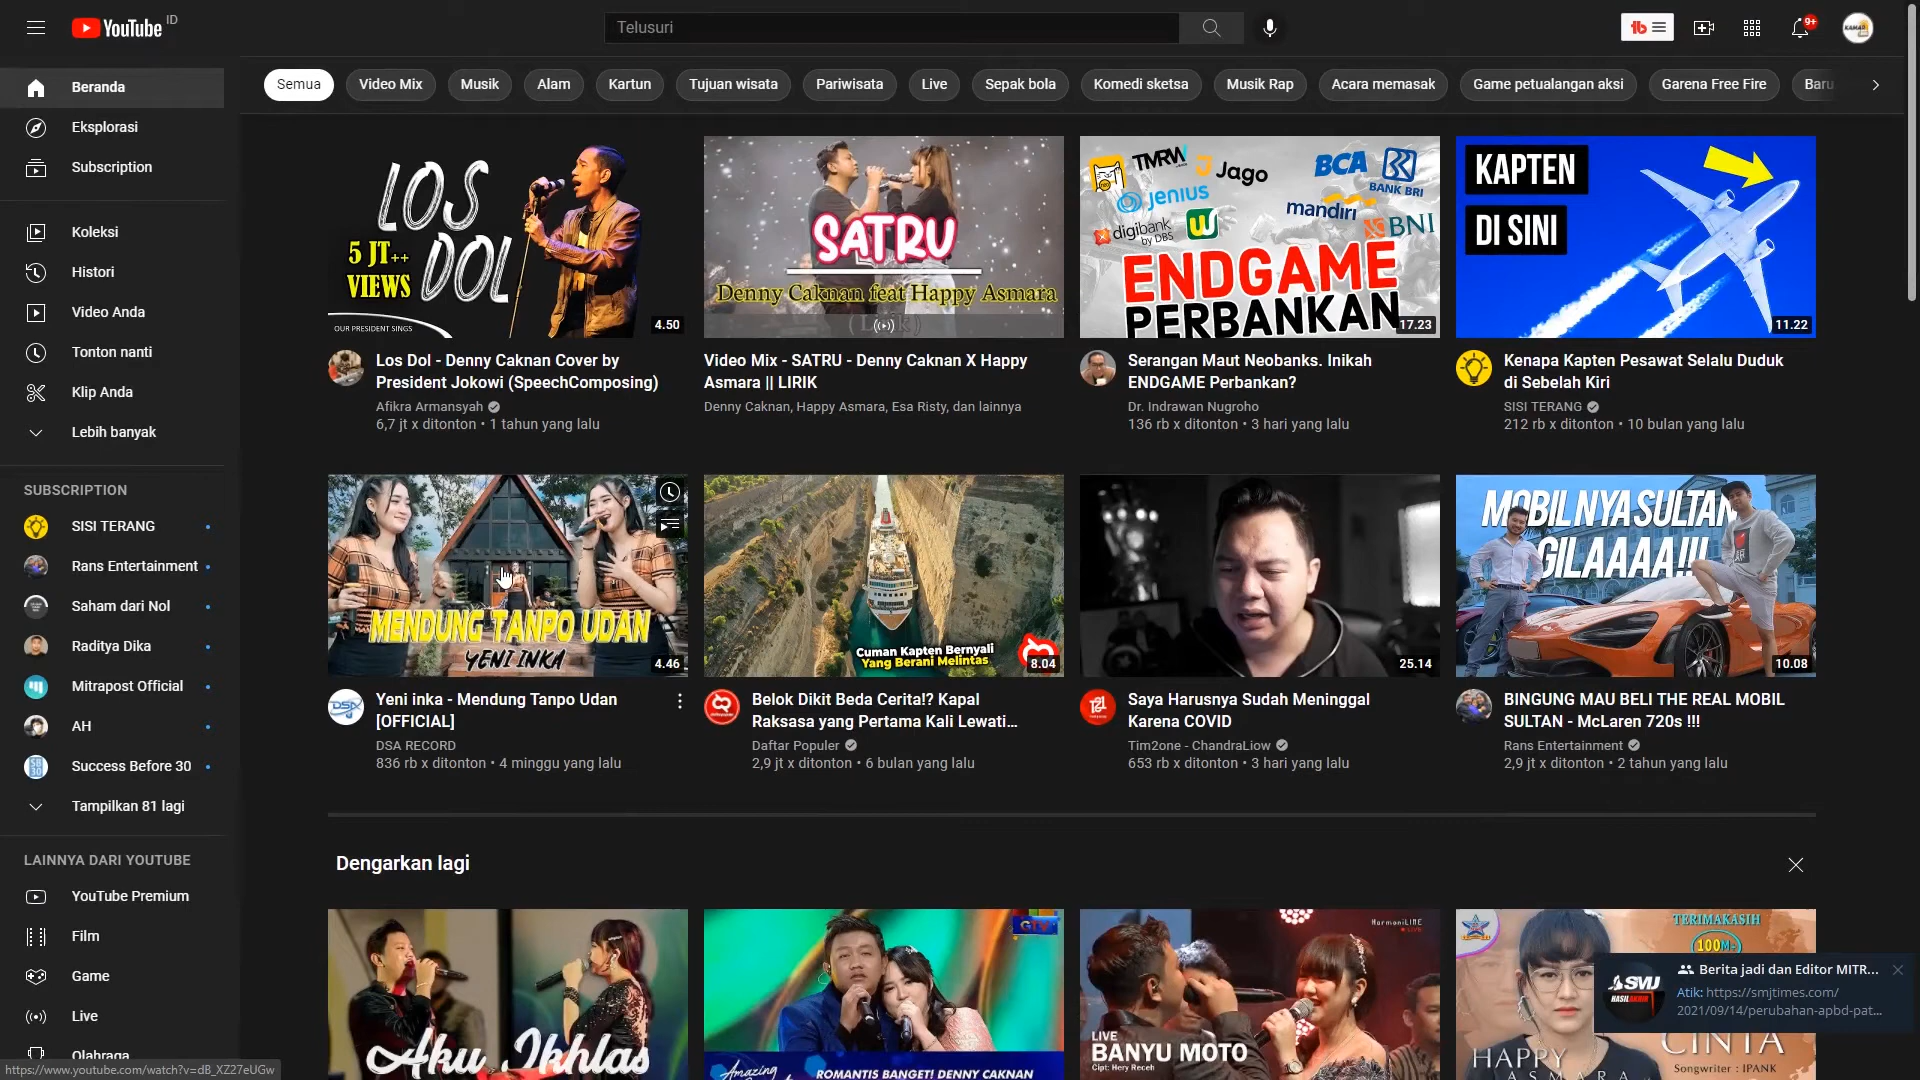 YouTube ID
Telusuri
9+
Semua
Video Mix
Musik
Alam
Kartun
Tujuan wisata
Pariwisata
Live
Sepak bola
Komedi sketsa
Musik Rap
Acara memasak
Game petualangan aksi
Garena Free Fire
Baru
Beranda
Eksplorasi
Subscription
Koleksi
Histori
Video Anda
Tonton nanti
Klip Anda
Lebih banyak
SUBSCRIPTION
SISI TERANG
Rans Entertainment
Saham dari Nol
Raditya Dika
Mitrapost Official
AH
Success Before 30
Tampilkan 81 lagi
LAINNYA DARI YOUTUBE
YouTube Premium
Film
Game
Live
Olahraga
https://www.youtube.com/watch?v=dB_XZ27eUGw
LOS
DOL
5 JT++
VIEWS
OUR PRESIDENT SINGS
4.50
Los Dol - Denny Caknan Cover by
President Jokowi (SpeechComposing)
Afikra Armansyah
6,7 jt x ditonton • 1 tahun yang lalu
SATRU
Denny Caknan feat Happy Asmara
Video Mix - SATRU - Denny Caknan X Happy
Asmara || LIRIK
Denny Caknan, Happy Asmara, Esa Risty, dan lainnya
TMRW
Jago
BCA
BANK BRI
jenius
mandiri
BNI
digibank
by DBS
ENDGAME
PERBANKAN
17.23
Serangan Maut Neobanks. Inikah
ENDGAME Perbankan?
Dr. Indrawan Nugroho
136 rb x ditonton • 3 hari yang lalu
KAPTEN
DI SINI
11.22
Kenapa Kapten Pesawat Selalu Duduk
di Sebelah Kiri
SISI TERANG
212 rb x ditonton • 10 bulan yang lalu
MENDUNG TANPO UDAN
YENI INKA
4.46
Yeni inka - Mendung Tanpo Udan
[OFFICIAL]
DSA RECORD
836 rb x ditonton • 4 minggu yang lalu
Cuman Kapten Bernyali
Yang Berani Melintas
8.04
Belok Dikit Beda Cerita!? Kapal
Raksasa yang Pertama Kali Lewati...
Daftar Populer
2,9 jt x ditonton • 6 bulan yang lalu
25.14
Saya Harusnya Sudah Meninggal
Karena COVID
Tim2one - ChandraLiow
653 rb x ditonton • 3 hari yang lalu
MOBILNYA SULTAN
GILAAAA!!!
10.08
BINGUNG MAU BELI THE REAL MOBIL
SULTAN - McLaren 720s !!!
Rans Entertainment
2,9 jt x ditonton • 2 tahun yang lalu
Dengarkan lagi
Aku Ikhlas
GTV
Amazing
ROMANTIS BANGET! DENNY CAKNAN
HarmoniLINE
LIVE
LIVE
BANYU MOTO
Cipt: Hery Receh
TERIMAKASIH
100M+
HAPPY
ASMARA
CINTA
Songwriter : IPANK
SMJ
HASIL AKHIR
Berita jadi dan Editor MITR...
Atik: https://smjtimes.com/
2021/09/14/perubahan-apbd-pat...